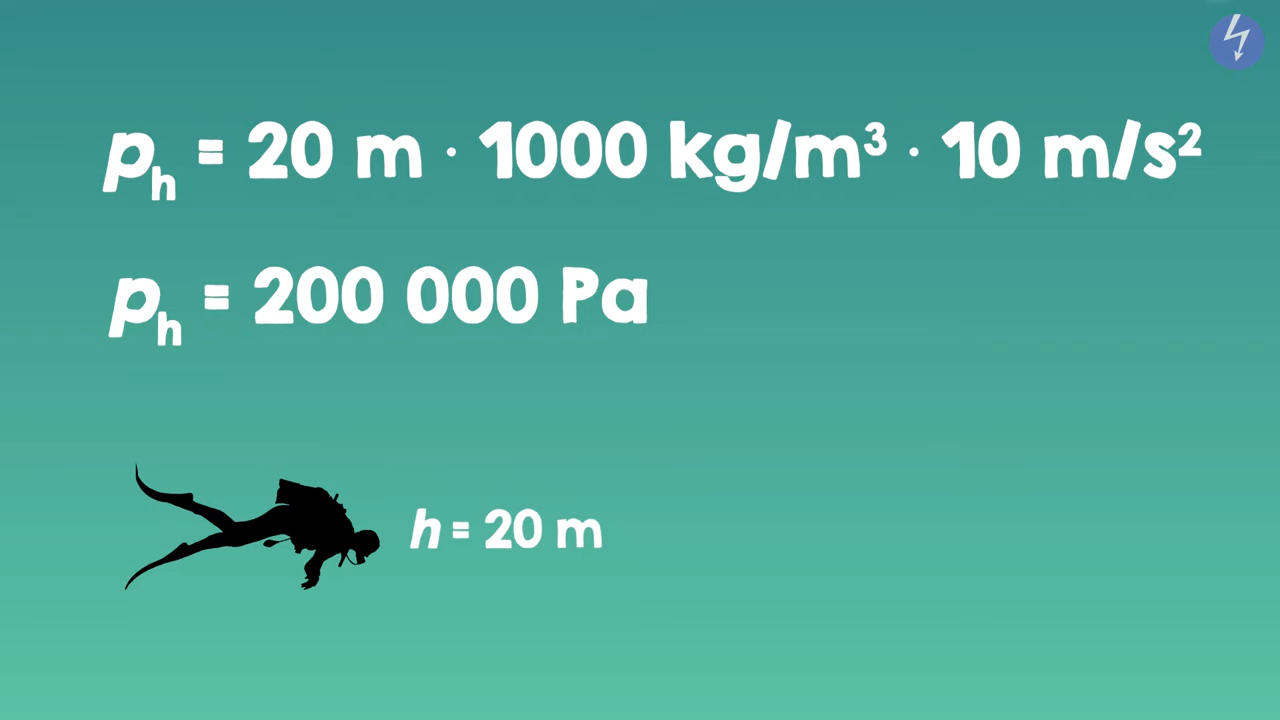 pₕ = 20 m · 1000 kg/m³ · 10 m/s²
pₕ = 200 000 Pa
h = 20 m